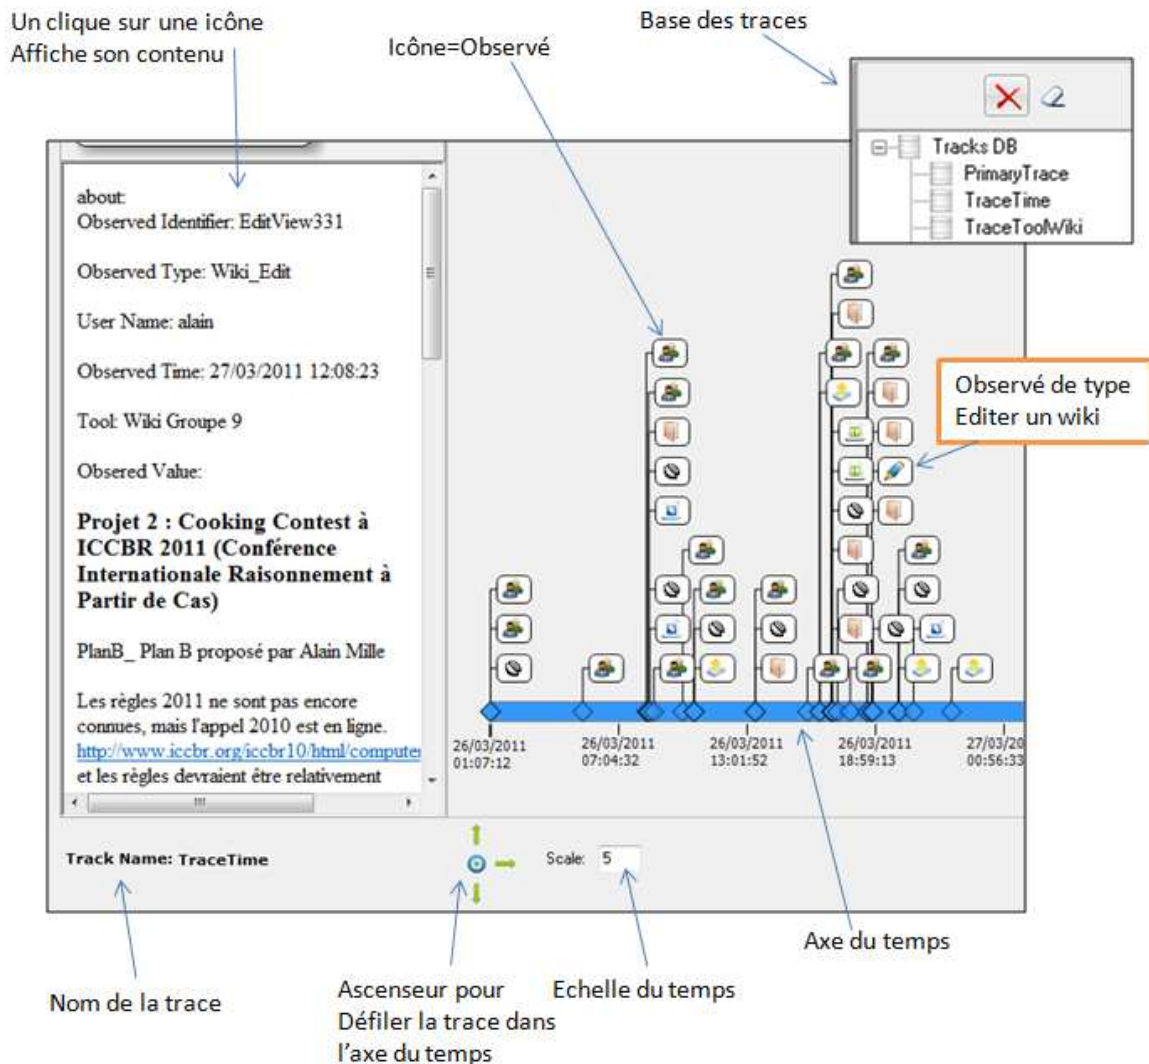 Un clique sur une icône
Affiche son contenu
Icône=Observé
Base des traces
Tracks DB
PrimaryTrace
TraceTime
TraceToolWiki
about:
Observed Identifier: EditView331
Observed Type: Wiki_Edit
User Name: alain
Observed Time: 27/03/2011 12:08:23
Tool: Wiki Groupe 9
Obsered Value:
Projet 2 : Cooking Contest à
ICCBR 2011 (Conférence
Internationale Raisonnement à
Partir de Cas)
PlanB_ Plan B proposé par Alain Mille
Les règles 2011 ne sont pas encore
connues, mais l'appel 2010 est en ligne.
http://www.iccbr.org/iccbr10/html/computer
et les règles devraient être relativement
Observé de type
Editer un wiki
26/03/2011
01:07:12
26/03/2011
07:04:32
26/03/2011
13:01:52
26/03/2011
18:59:13
27/03/20
00:56:33
Track Name: TraceTime
Scale: 5
Axe du temps
Nom de la trace
Ascenseur pour
Défiler la trace dans
l'axe du temps
Echelle du temps